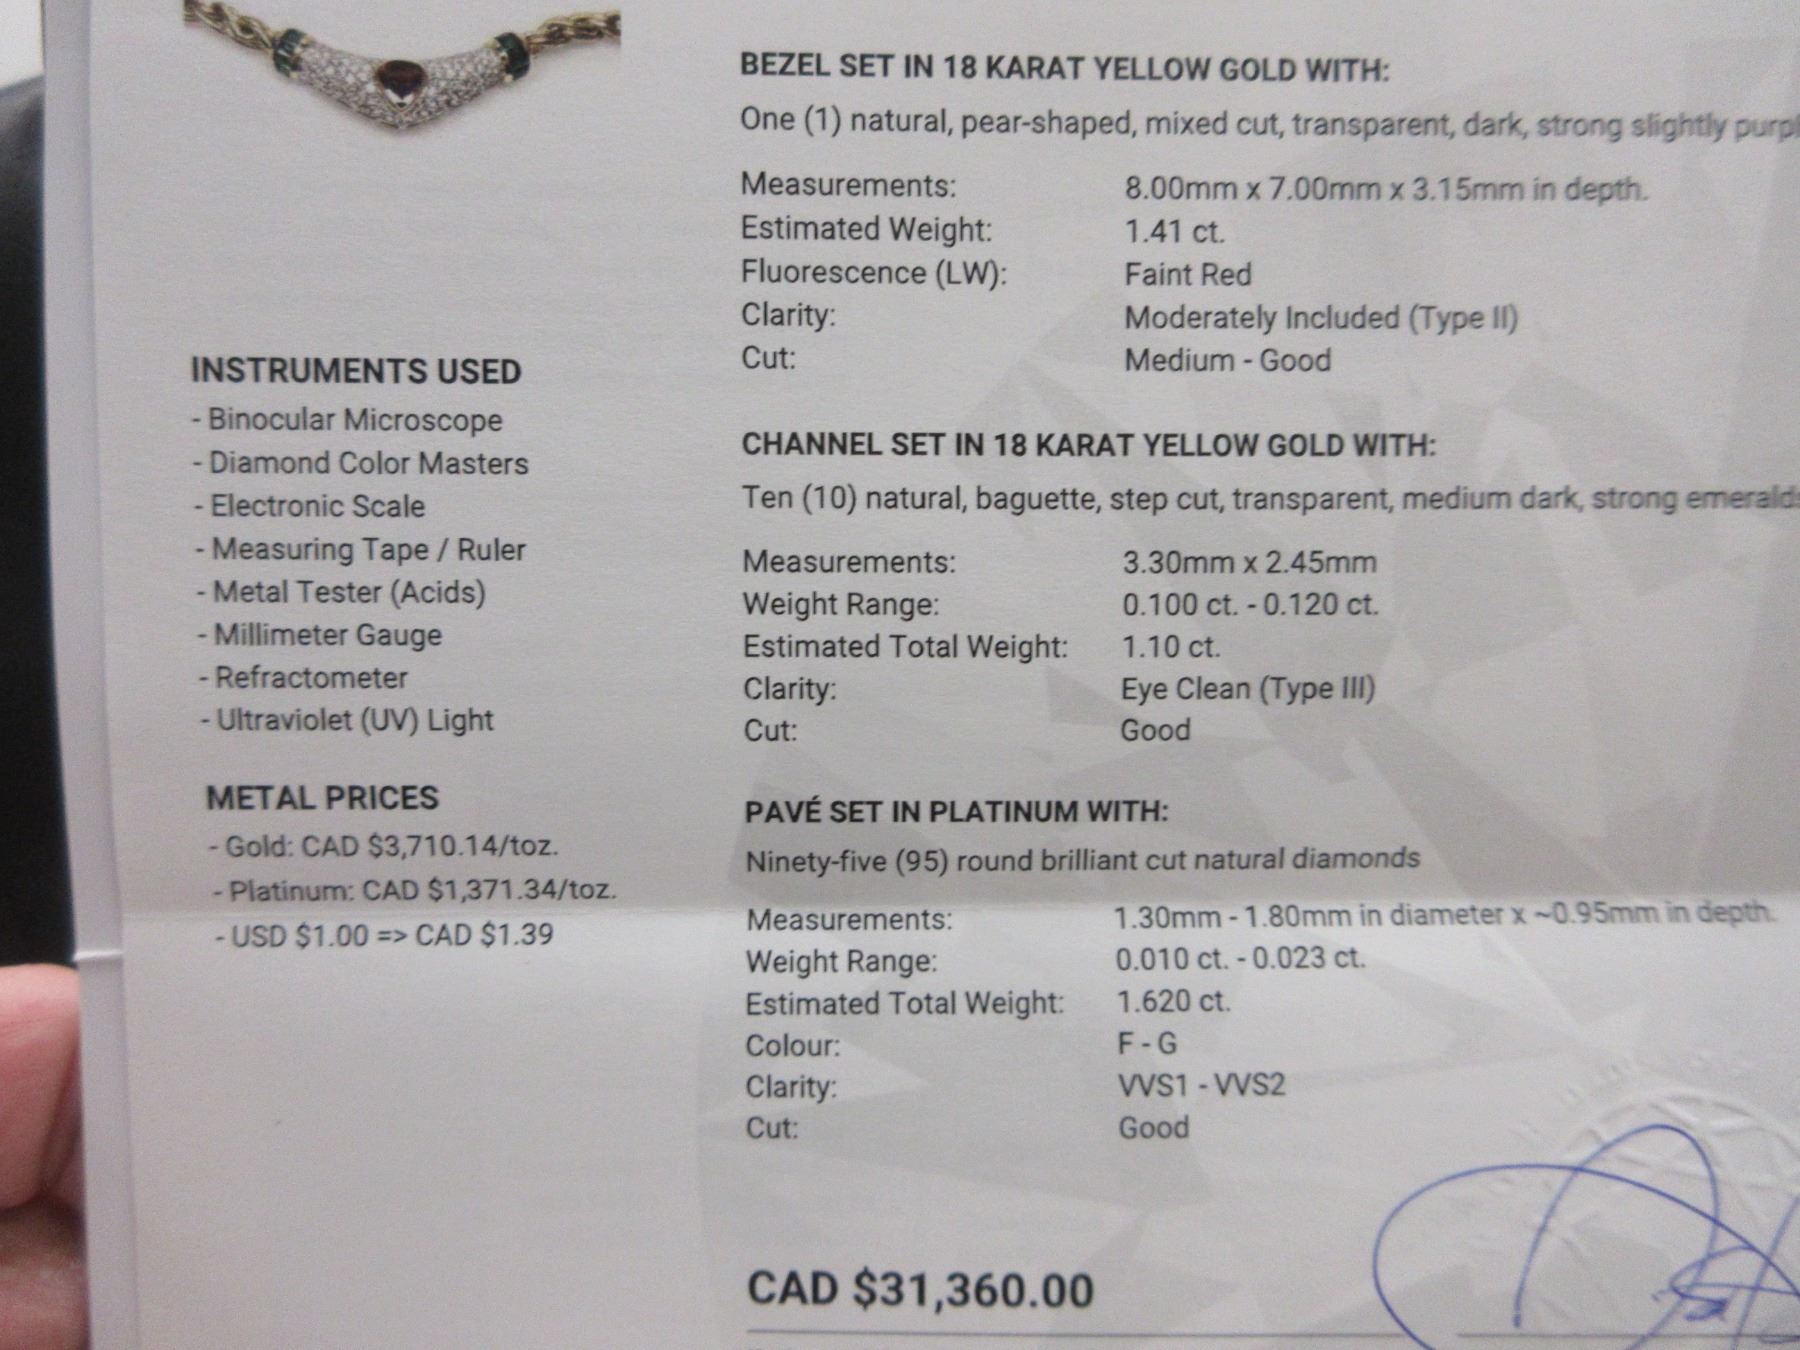 BEZEL SET IN 18 KARAT YELLOW GOLD WITH:
One (1) natural, pear-shaped, mixed cut, transparent, dark, strong slightly
Measurements: 8.00mm x 7.00mm x 3.15mm in depth.
Estimated Weight: 1.41 ct.
Fluorescence (LW): Faint Red
Clarity: Moderately Included (Type II)
Cut: Medium - Good
INSTRUMENTS USED
- Binocular Microscope
- Diamond Color Masters
- Electronic Scale
- Measuring Tape / Ruler
- Metal Tester (Acids)
- Millimeter Gauge
- Refractometer
- Ultraviolet (UV) Light
METAL PRICES
- Gold: CAD $3,710.14/toz.
- Platinum: CAD $1,371.34/toz.
- USD $1.00 => CAD $1.39
CHANNEL SET IN 18 KARAT YELLOW GOLD WITH:
Ten (10) natural, baguette, step cut, transparent, medium dark, strong emeralds
Measurements: 3.30mm x 2.45mm
Weight Range: 0.100 ct. - 0.120 ct.
Estimated Total Weight: 1.10 ct.
Clarity: Eye Clean (Type III)
Cut: Good
PAVÉ SET IN PLATINUM WITH:
Ninety-five (95) round brilliant cut natural diamonds
Measurements: 1.30mm - 1.80mm in diameter x ~0.95mm in depth.
Weight Range: 0.010 ct. - 0.023 ct.
Estimated Total Weight: 1.620 ct.
Colour: F - G
Clarity: VVS1 - VVS2
Cut: Good
CAD $31,360.00